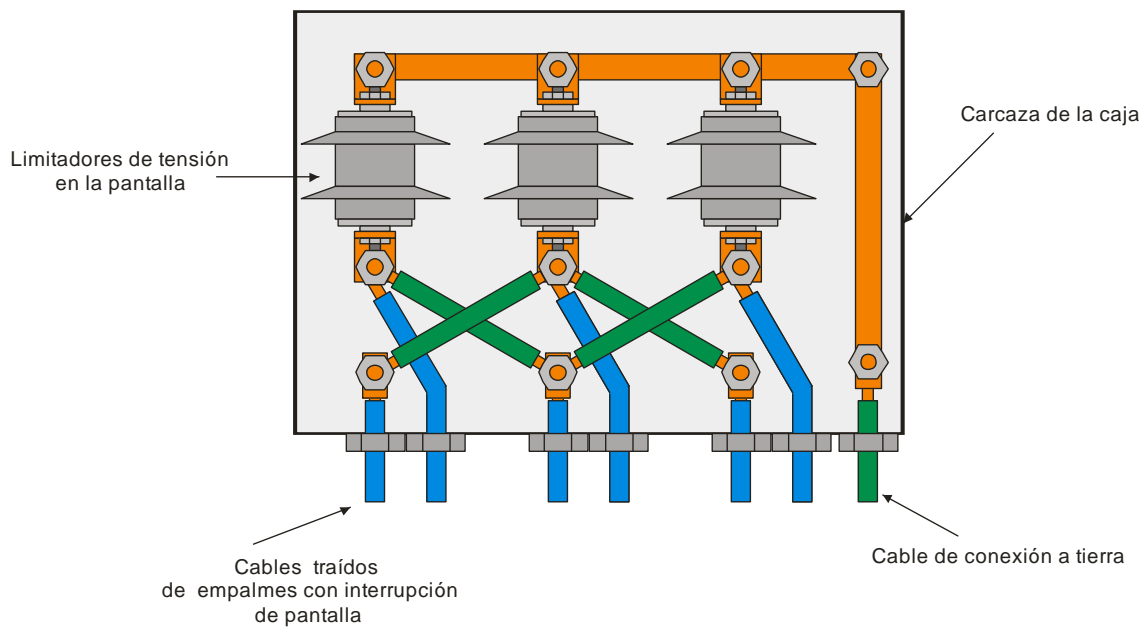 Limitadores de tensión
en la pantalla
Carcaza de la caja
Cables traídos
de empalmes con interrupción
de pantalla
Cable de conexión a tierra